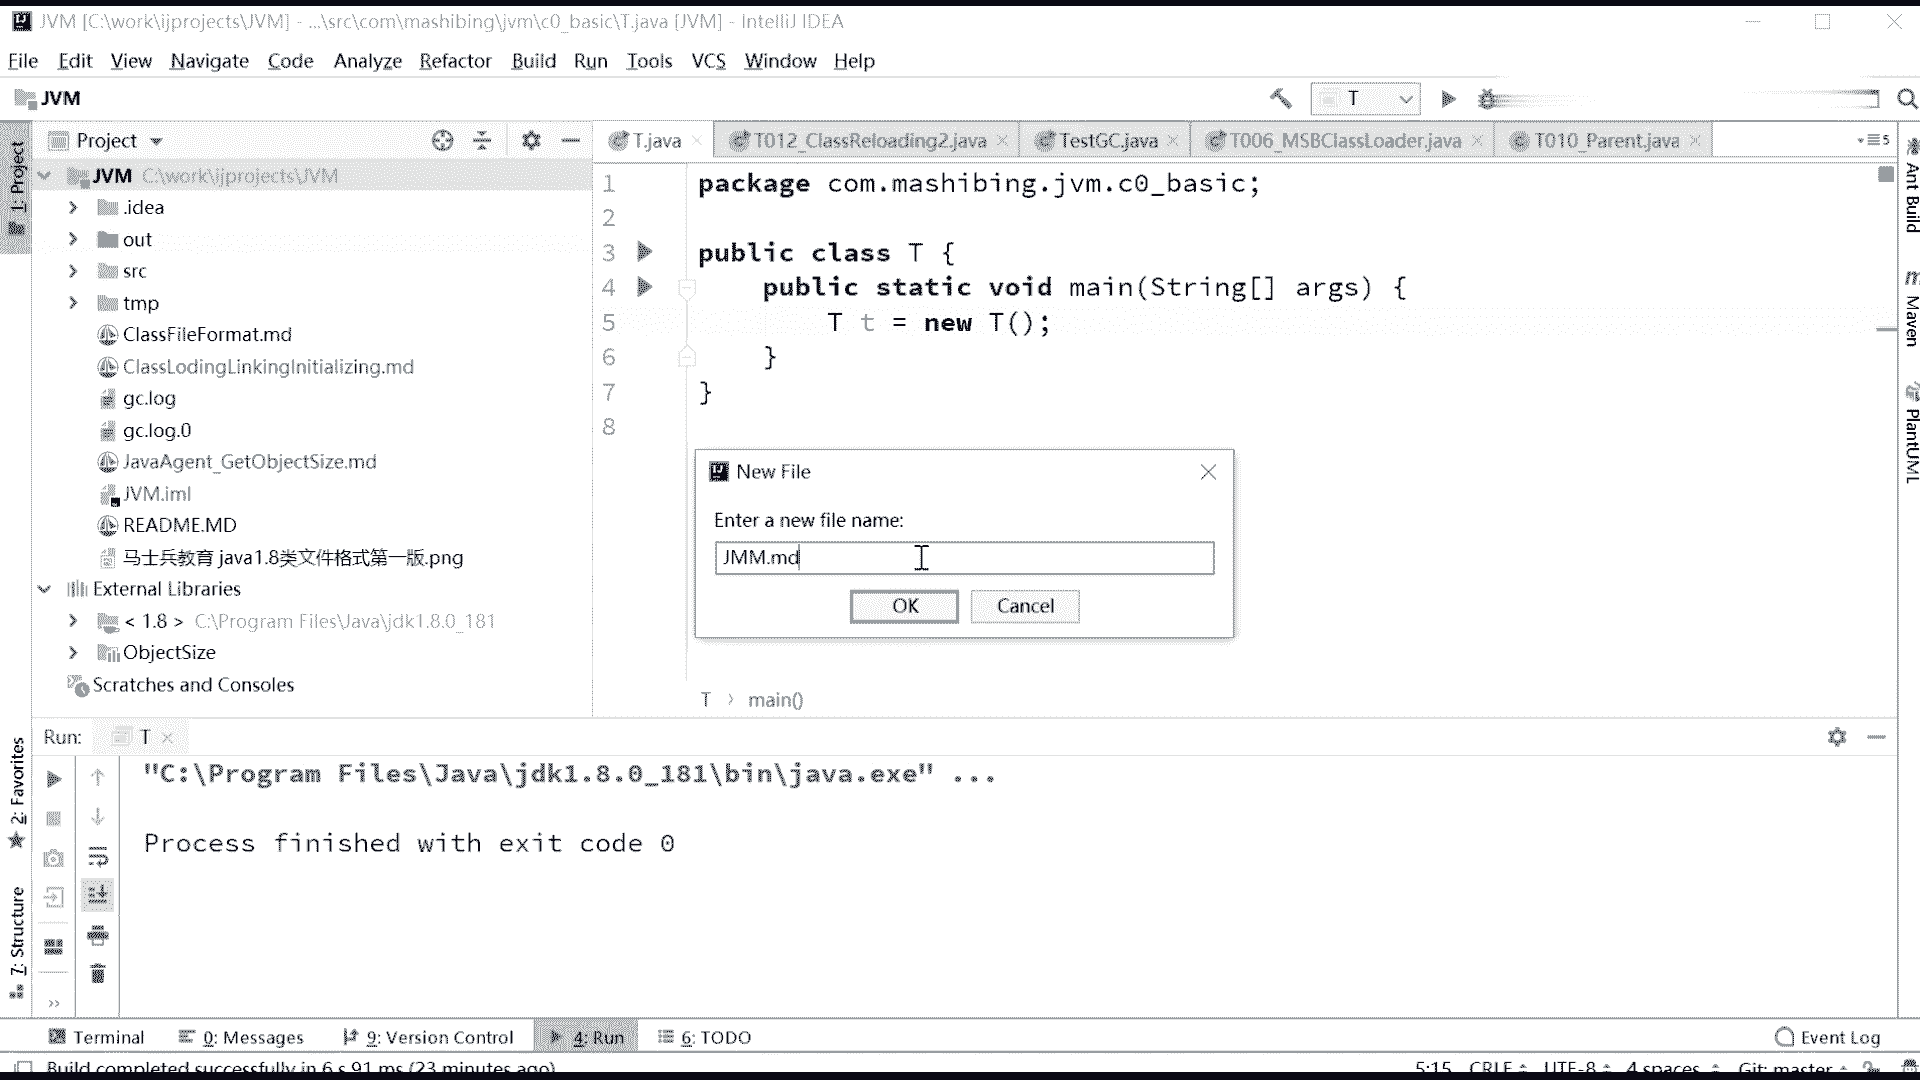 JVM [C:\work\ijprojects\JVM] - ...\src\com\mashibing\jvm\c0_basic\T.java [JVM] - IntelliJ IDEA
File Edit View Navigate Code Analyze Refactor Build Run Tools VCS Window Help
JVM
T
1: Project
Project
T.java
T012_ClassReloading2.java
TestGC.java
T006_MSBClassLoader.java
T010_Parent.java
5
JVM C:\work\ijprojects\JVM
.idea
out
src
tmp
ClassFileFormat.md
ClassLodingLinkingInitializing.md
gc.log
gc.log.0
JavaAgent_GetObjectSize.md
JVM.iml
README.MD
马士兵教育 java1.8类文件格式第一版.png
External Libraries
< 1.8 > C:\Program Files\Java\jdk1.8.0_181
ObjectSize
Scratches and Consoles
1 package com.mashibing.jvm.c0_basic;
2
3 public class T {
4 public static void main(String[] args) {
5 T t = new T();
6 }
7 }
8
New File
Enter a new file name:
JMM.md
OK Cancel
T > main()
Ant Build
Maven
PlantUML
Run: T
"C:\Program Files\Java\jdk1.8.0_181\bin\java.exe" ...
Process finished with exit code 0
2: Favorites
7: Structure
Terminal 0: Messages 9: Version Control 4: Run 6: TODO Event Log
Build completed successfully in 6 s 91 ms (23 minutes ago) 5:15 CRLF UTF-8 4 spaces Git: master